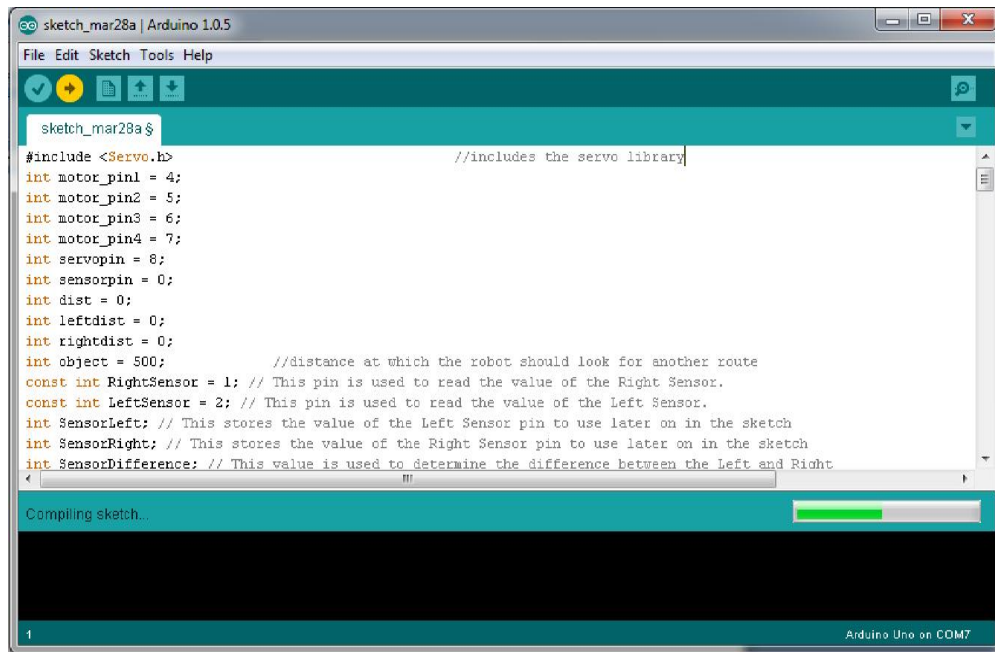 sketch_mar28a | Arduino 1.0.5
File Edit Sketch Tools Help
sketch_mar28a §
#include <Servo.h> //includes the servo library
int motor_pin1 = 4;
int motor_pin2 = 5;
int motor_pin3 = 6;
int motor_pin4 = 7;
int servopin = 8;
int sensorpin = 0;
int dist = 0;
int leftdist = 0;
int rightdist = 0;
int object = 500; //distance at which the robot should look for another route
const int RightSensor = 1; // This pin is used to read the value of the Right Sensor.
const int LeftSensor = 2; // This pin is used to read the value of the Left Sensor.
int SensorLeft; // This stores the value of the Left Sensor pin to use later on in the sketch
int SensorRight; // This stores the value of the Right Sensor pin to use later on in the sketch
int SensorDifference; // This value is used to determine the difference between the Left and Right
Compiling sketch...
1 Arduino Uno on COM7